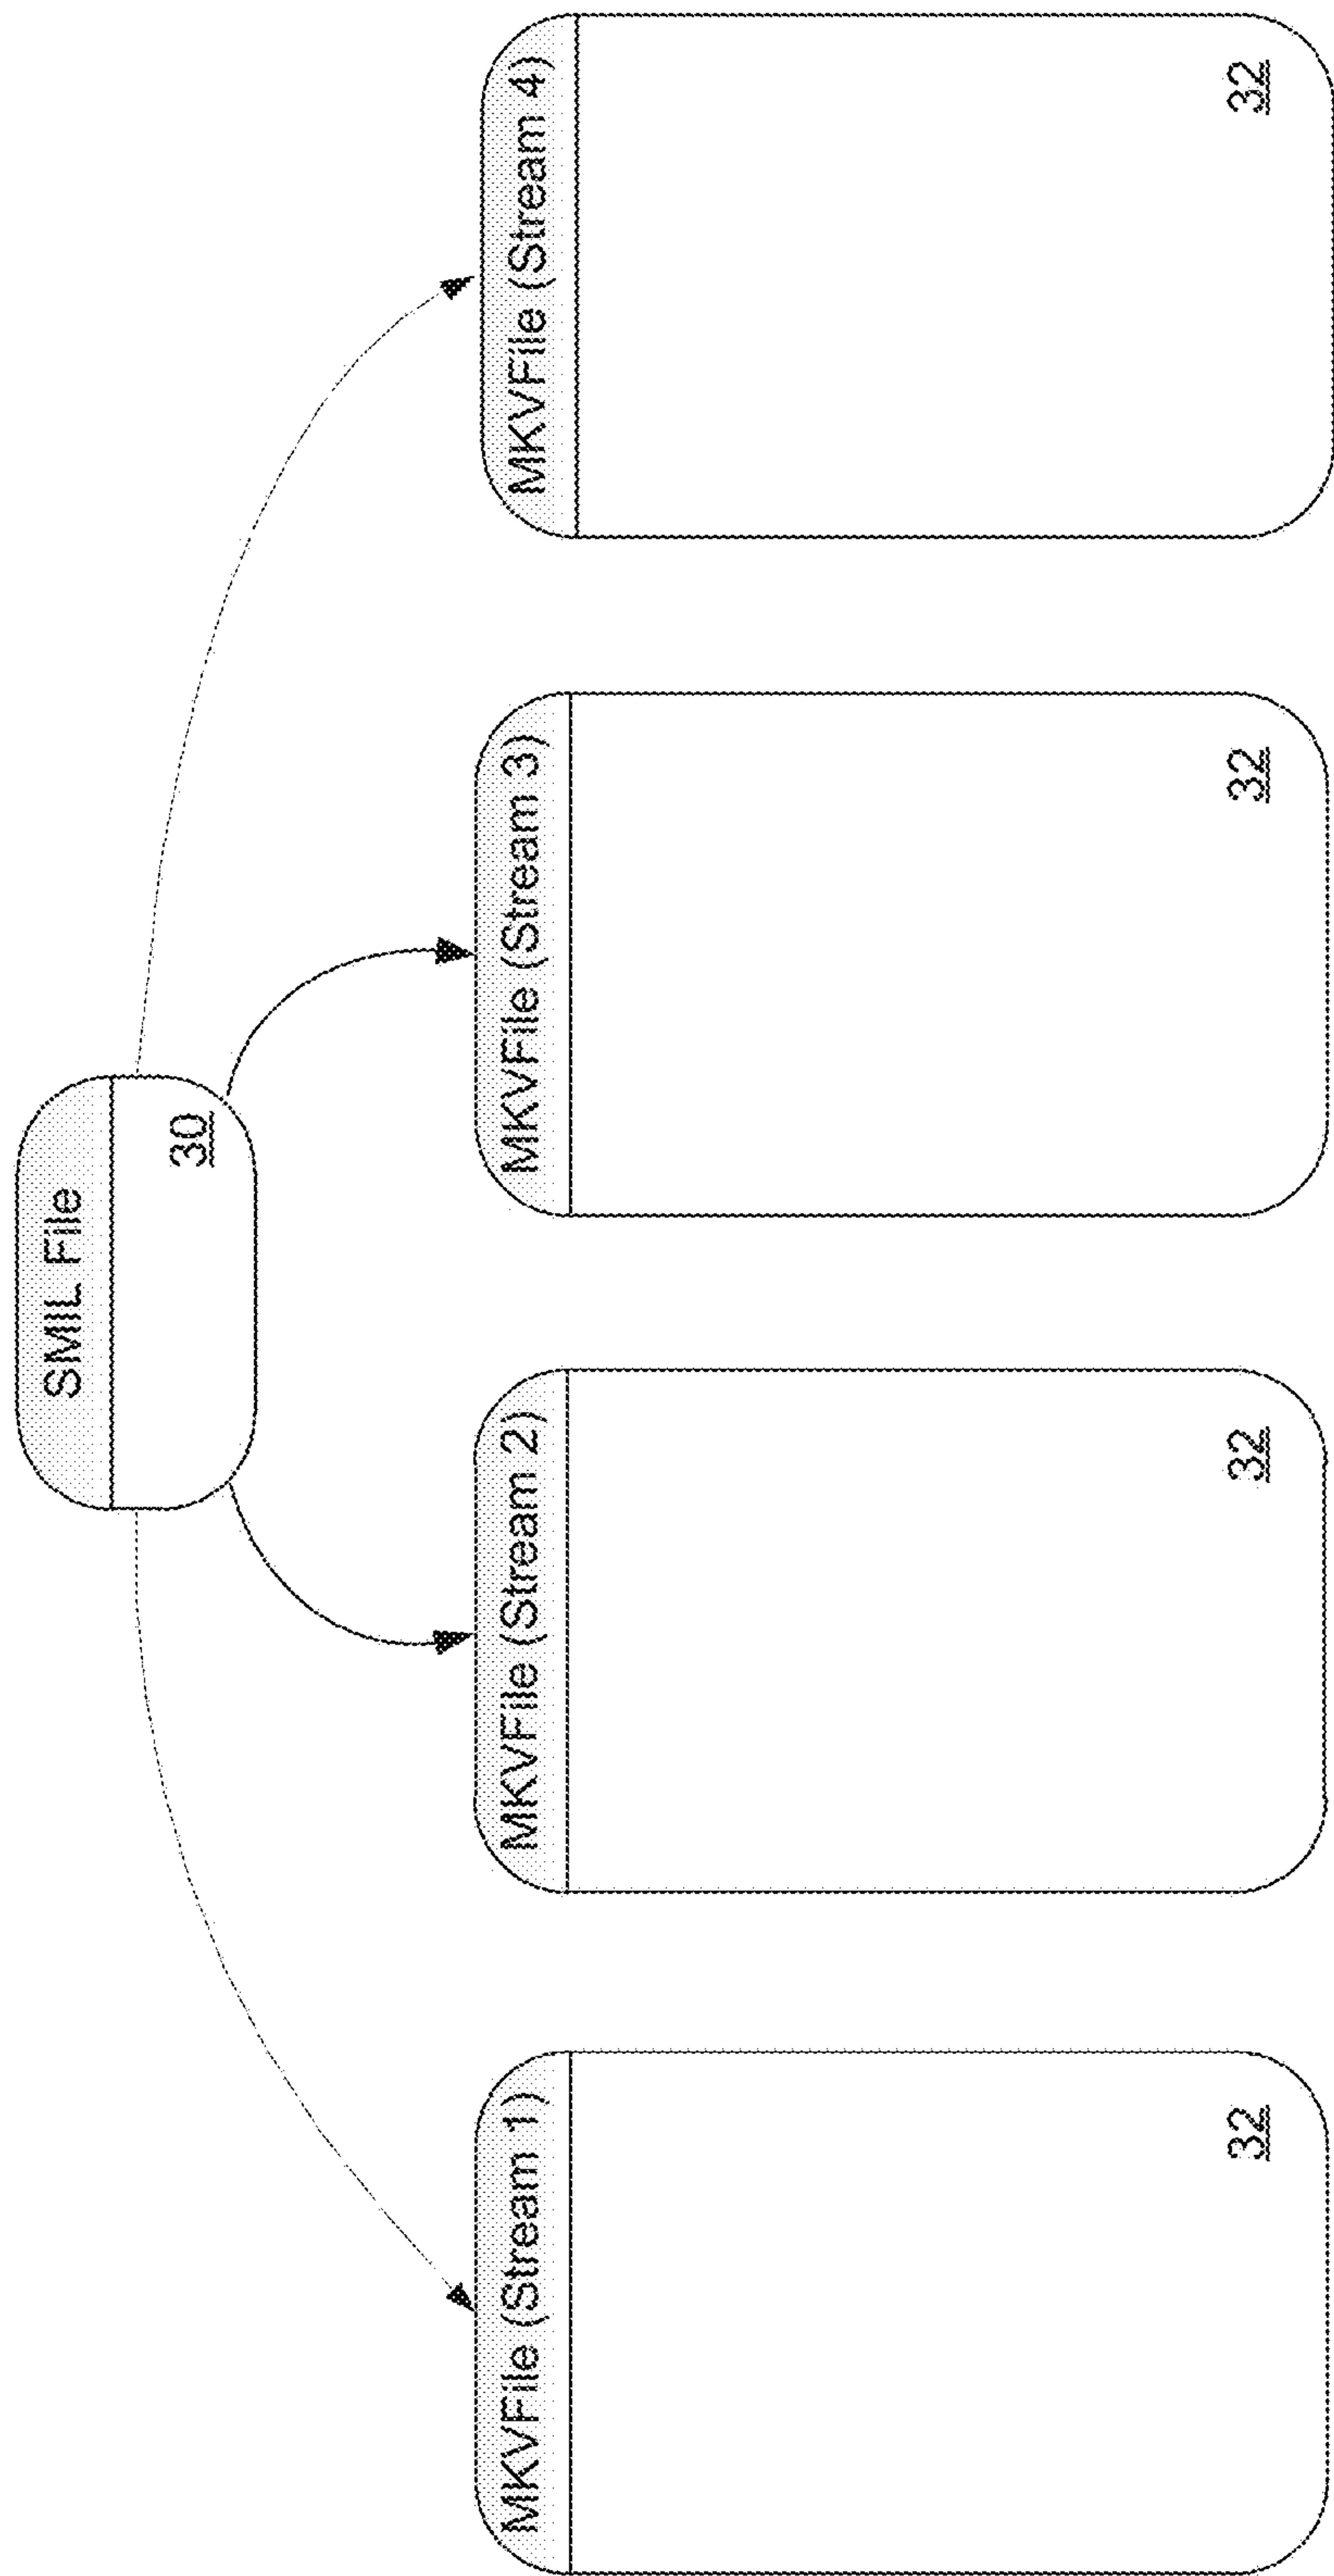 SMIL File
30
MKVFile (Stream 1)
32
MKVFile (Stream 2)
32
MKVFile (Stream 3)
32
MKVFile (Stream 4)
32